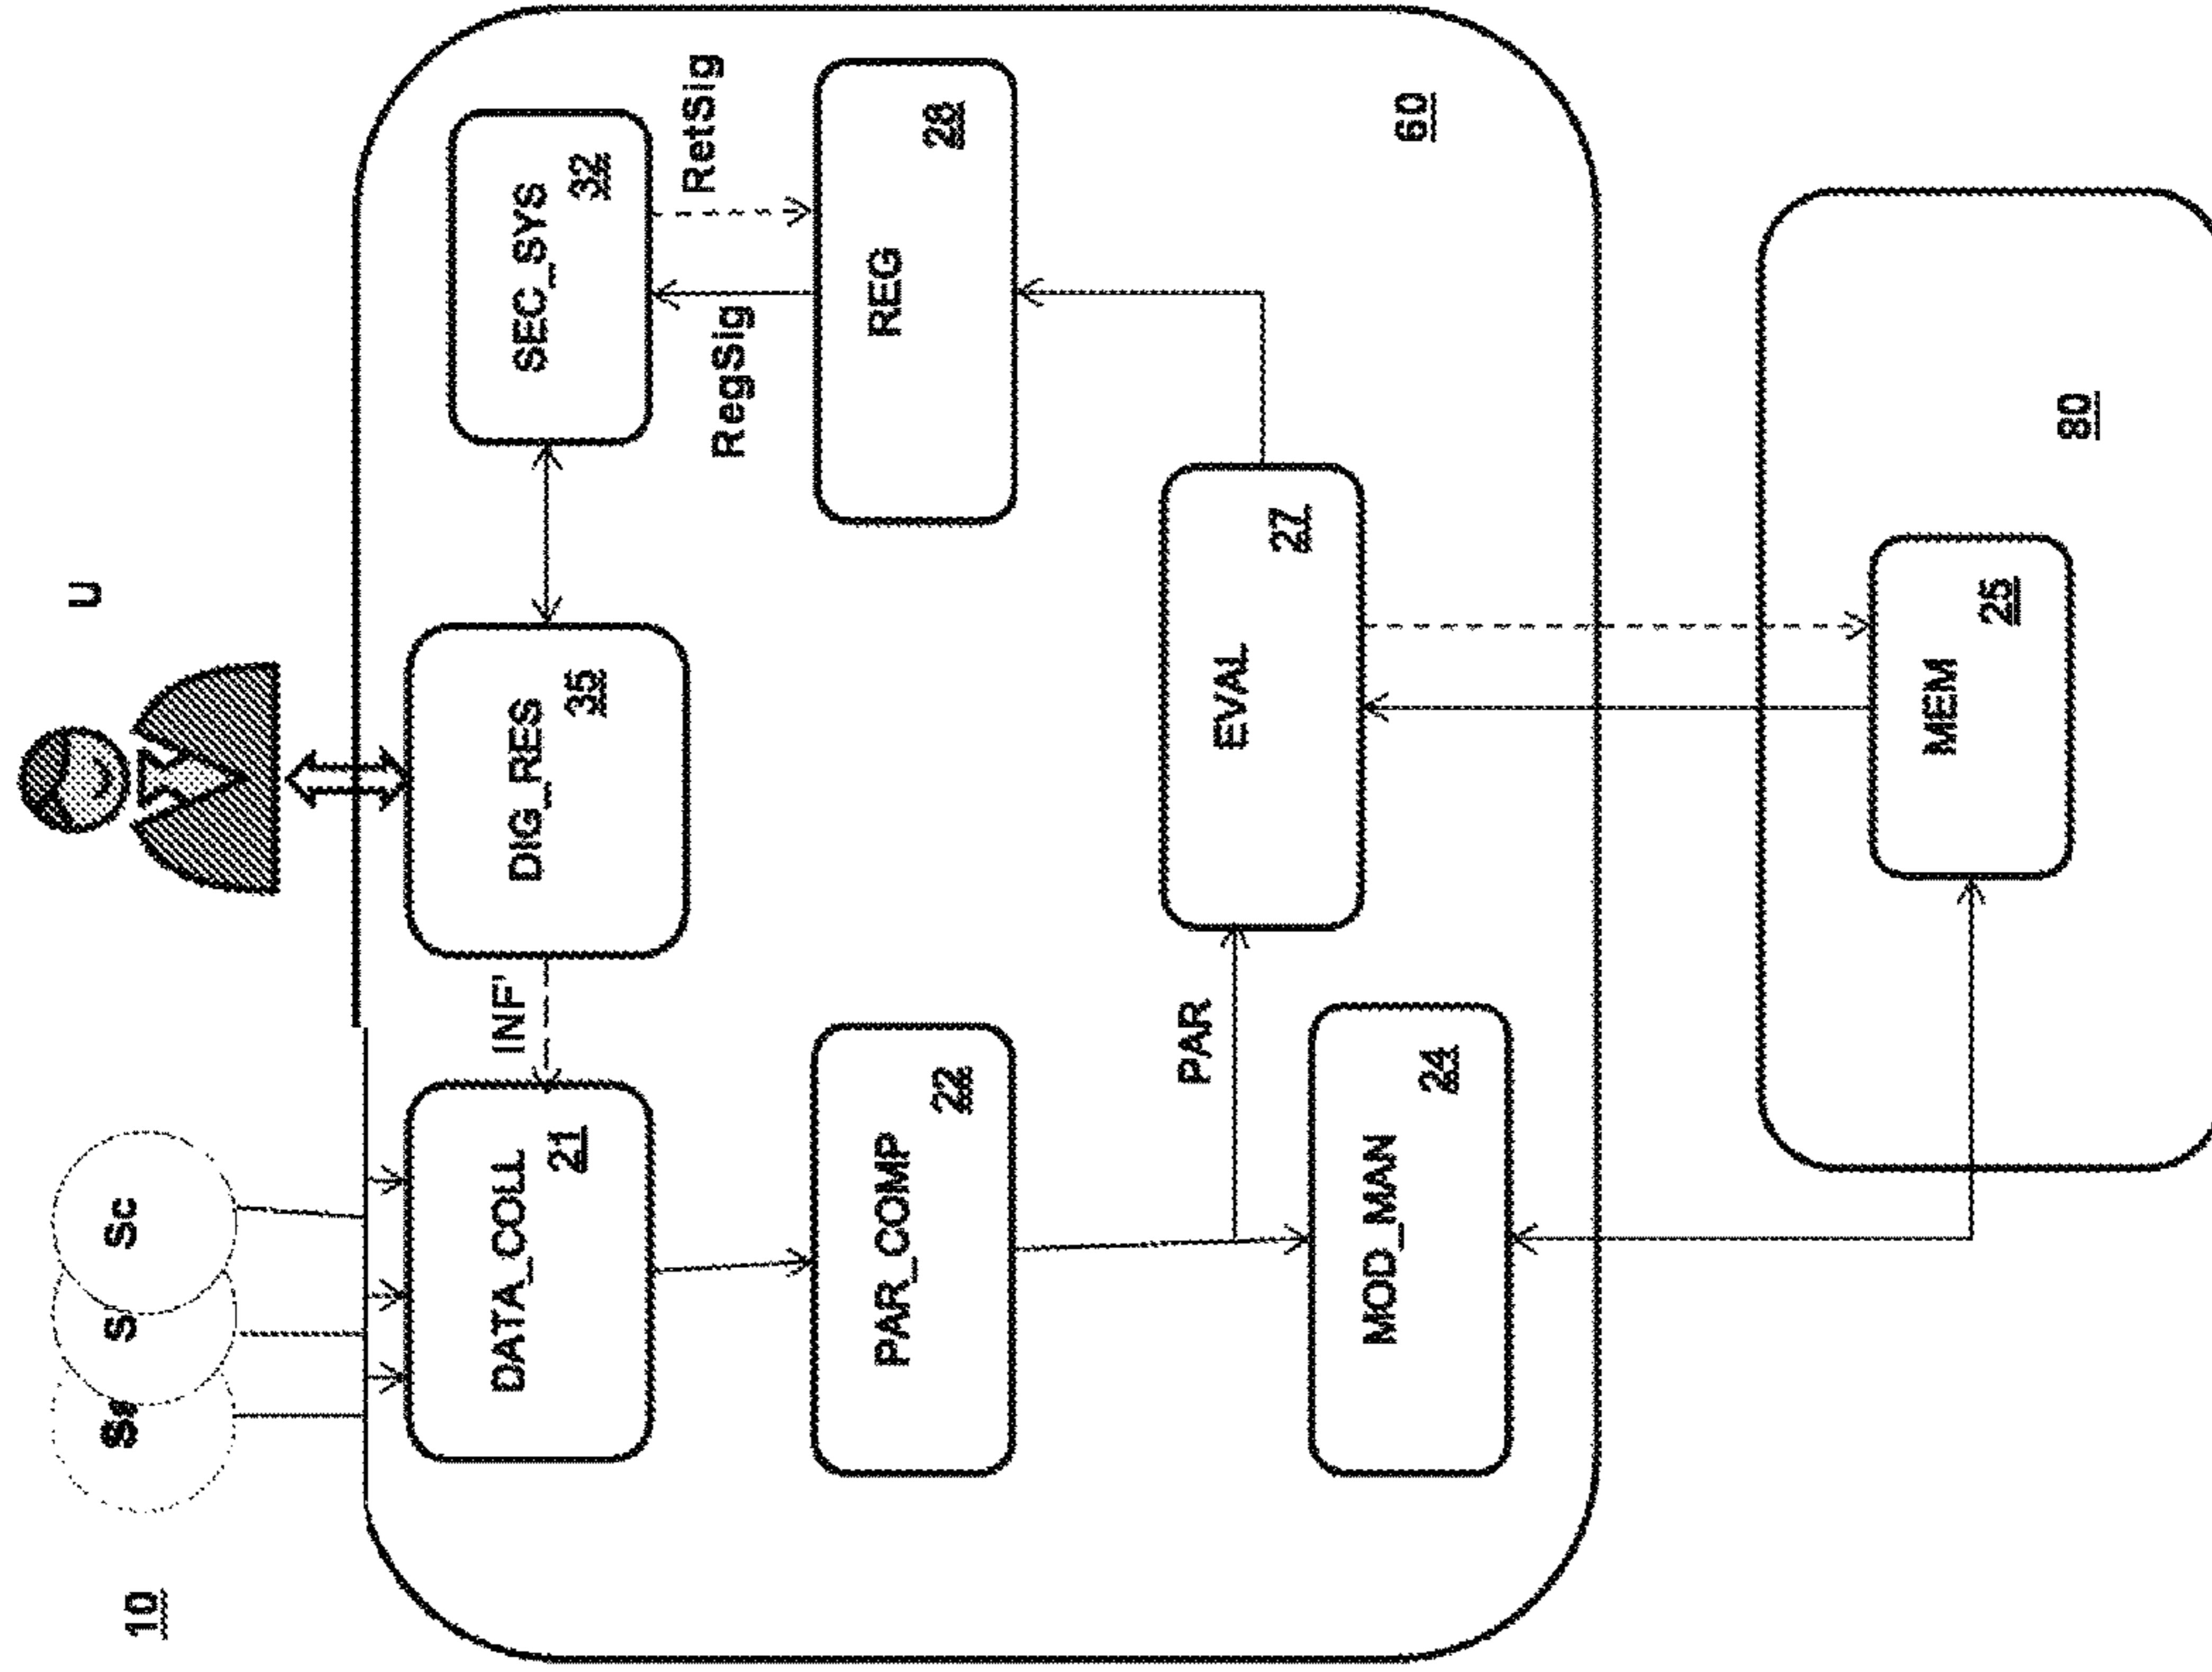 10
Ss
S
Sc
U
DATA_COLL
21
INF'
DIG_RES
35
SEC_SYS
32
RegSig
RetSig
PAR_COMP
22
REG
28
PAR
EVAL
27
MOD_MAN
24
60
MEM
25
80